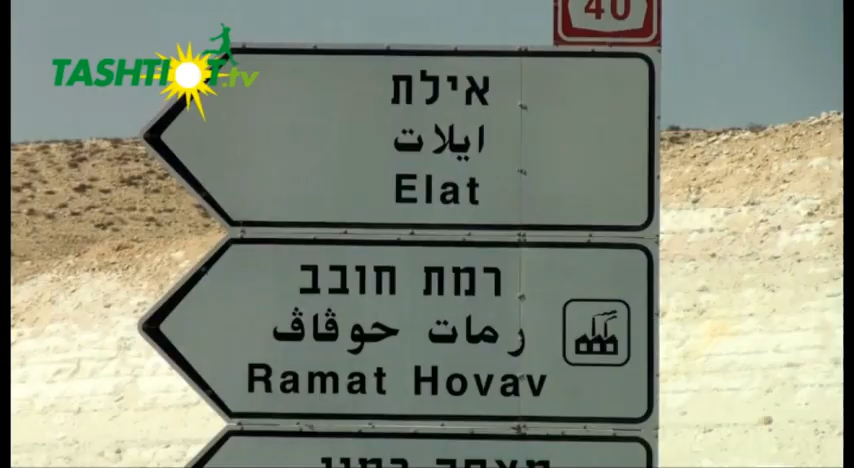 TASHTIOT.tv
40
אילת
ايلات
Elat
רמת חובב
رمات حوڤاڤ
Ramat Hovav